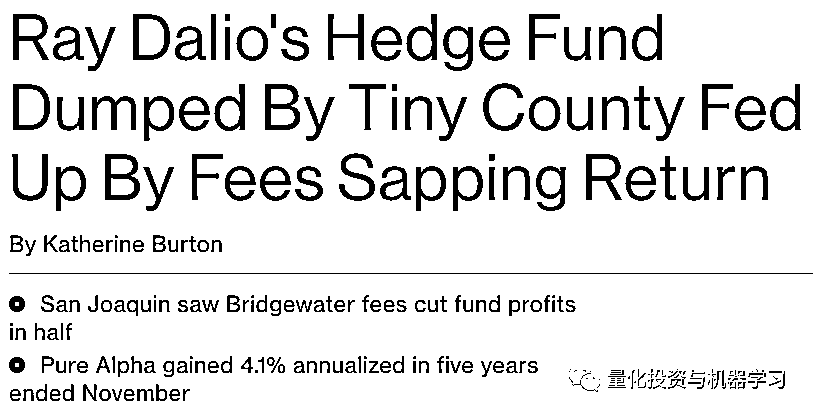 Ray Dalio's Hedge Fund
Dumped By Tiny County Fed
Up By Fees Sapping Return
By Katherine Burton
San Joaquin saw Bridgewater fees cut fund profits
in half
Pure Alpha gained 4.1% annualized in five years
ended November
量化投资与机器学习